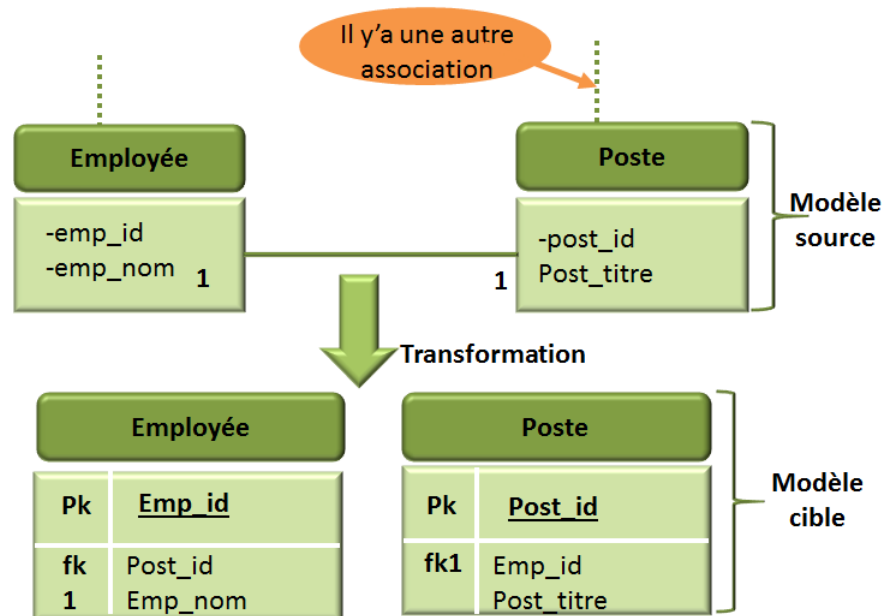 Il y'a une autre
association
Employée
Poste
-emp_id
-emp_nom
1
-post_id
Post_titre
1
Modèle
source
Transformation
Employée
Poste
Pk
Emp_id
fk
1
Post_id
Emp_nom
Pk
Post_id
fk1
Emp_id
Post_titre
Modèle
cible